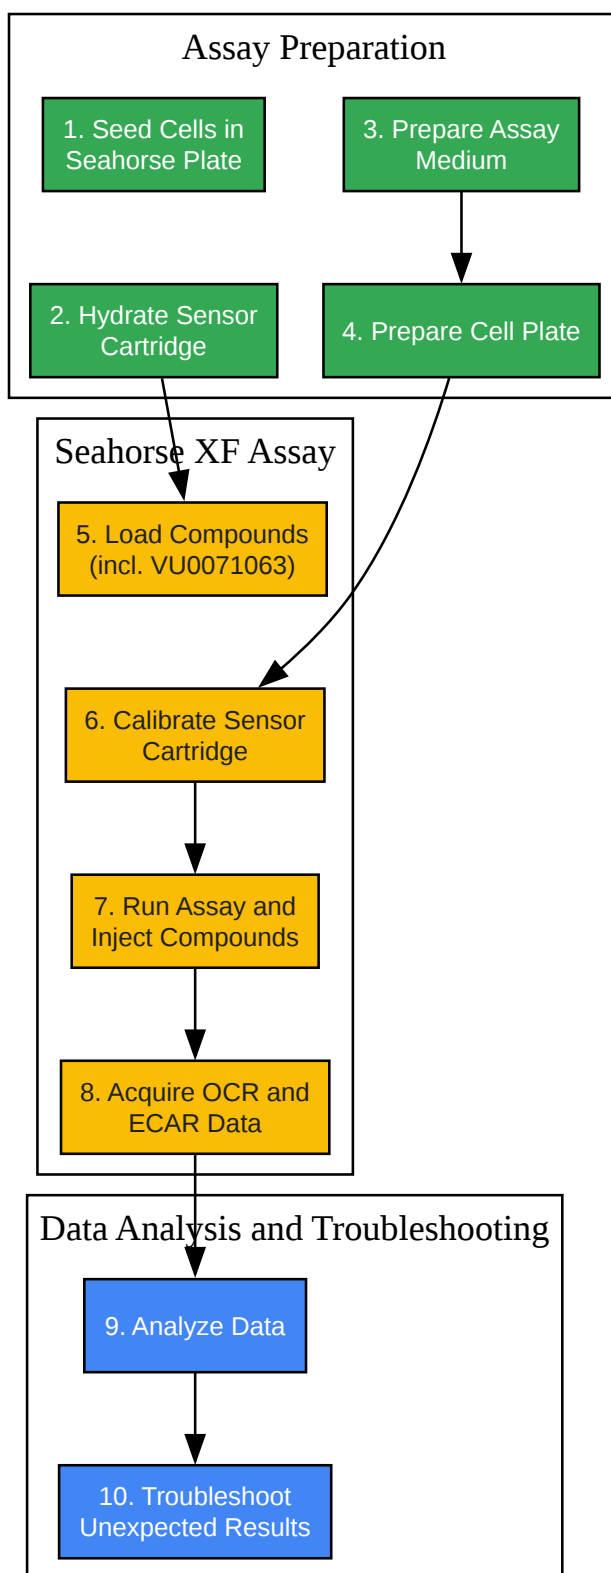 Assay Preparation
1. Seed Cells in
Seahorse Plate
3. Prepare Assay
Medium
2. Hydrate Sensor
Cartridge
4. Prepare Cell Plate
Seahorse XF Assay
5. Load Compounds
(incl. VU0071063)
6. Calibrate Sensor
Cartridge
7. Run Assay and
Inject Compounds
8. Acquire OCR and
ECAR Data
Data Analysis and Troubleshooting
9. Analyze Data
10. Troubleshoot
Unexpected Results